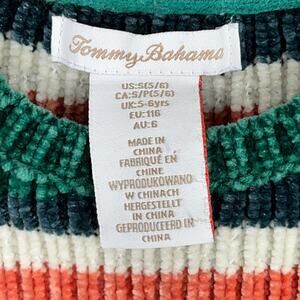 Tommy Bahama
US:S(5/6)
CA:S/P(5/6)
UK:5-6yrs
EU:116
AU:6
MADE IN
CHINA
FABRIQUÉ EN
CHINE
WYPRODUKOWANO
W CHINACH
HERGESTELLT
IN CHINA
GEPRODUCEERD IN
CHINA